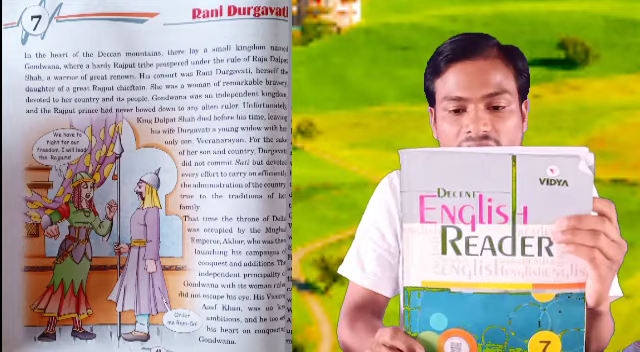 7
Rani Durgavati
In the heart of the Deccan mountains, there lay a small kingdom named
Gondwana, where a hardy Rajput tribe prospered under the rule of Raja Dalpat
Shah, a warrior of great renown. His consort was Rani Durgavati, herself the
daughter of a great Rajput chieftain. She was a woman of remarkable bravery,
devoted to her country and its people. Gondwana was an independent kingdom,
and the Rajput prince had never bowed down to any alien ruler. Unfortunately,
King Dalpat Shah died before his time, leaving
his wife Durgavati a young widow with her
only son, Veeranarayan. For the sake
of her son and country, Durgavati
did not commit Sati but devoted
every effort to carry on efficiently
the administration of the country
true to the traditions of her
family.
That time the throne of Delhi
was occupied by the Mughal
Emperor, Akbar, who was then
launching his campaigns of
conquest and additions. The
independent principality of
Gondwana with its woman ruler
did not escape his eye. His Viceroy
Asaf Khan, was no less
ambitious, and he too set
his heart on conquering
Gondwana.
We have to
fight for our
freedom. I will lead
the
Under
me Rani-Sa!
DECENT
ENGLISH
READER
VIDYA
7